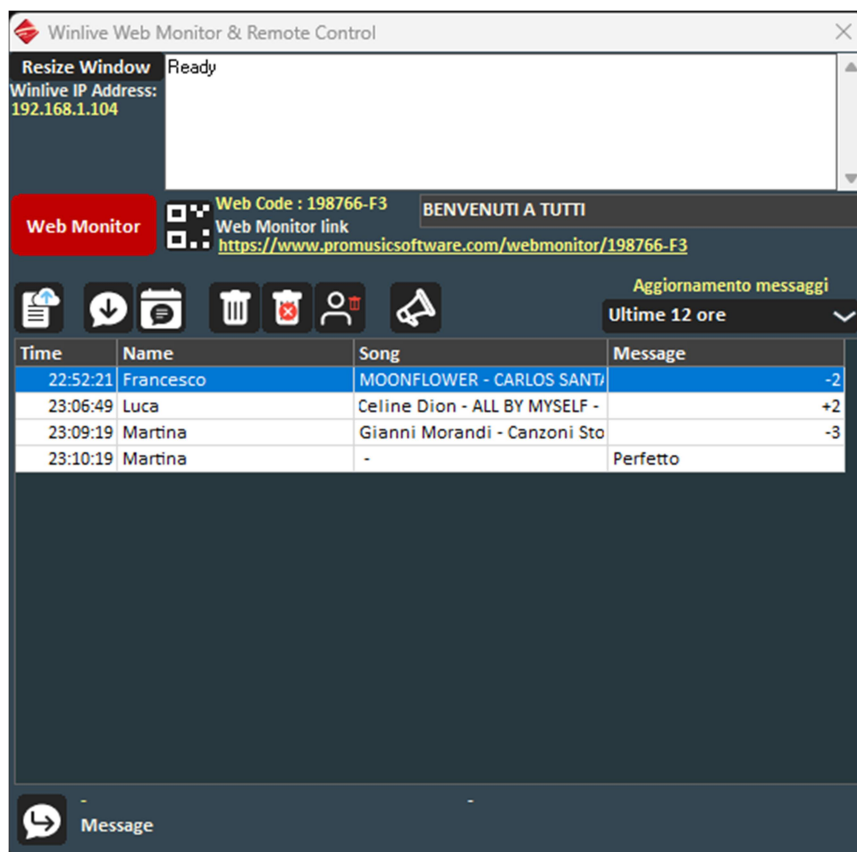 Winlive Web Monitor & Remote Control
Resize Window
Ready
Winlive IP Address:
192.168.1.104
Web Monitor
Web Code : 198766-F3
BENVENUTI A TUTTI
Web Monitor link
https://www.promusicsoftware.com/webmonitor/198766-F3
Aggiornamento messaggi
Ultime 12 ore
Time Name Song Message
22:52:21 Francesco MOONFLOWER - CARLOS SANTA -2
23:06:49 Luca Celine Dion - ALL BY MYSELF - +2
23:09:19 Martina Gianni Morandi - Canzoni Sto -3
23:10:19 Martina - Perfetto
- -
Message